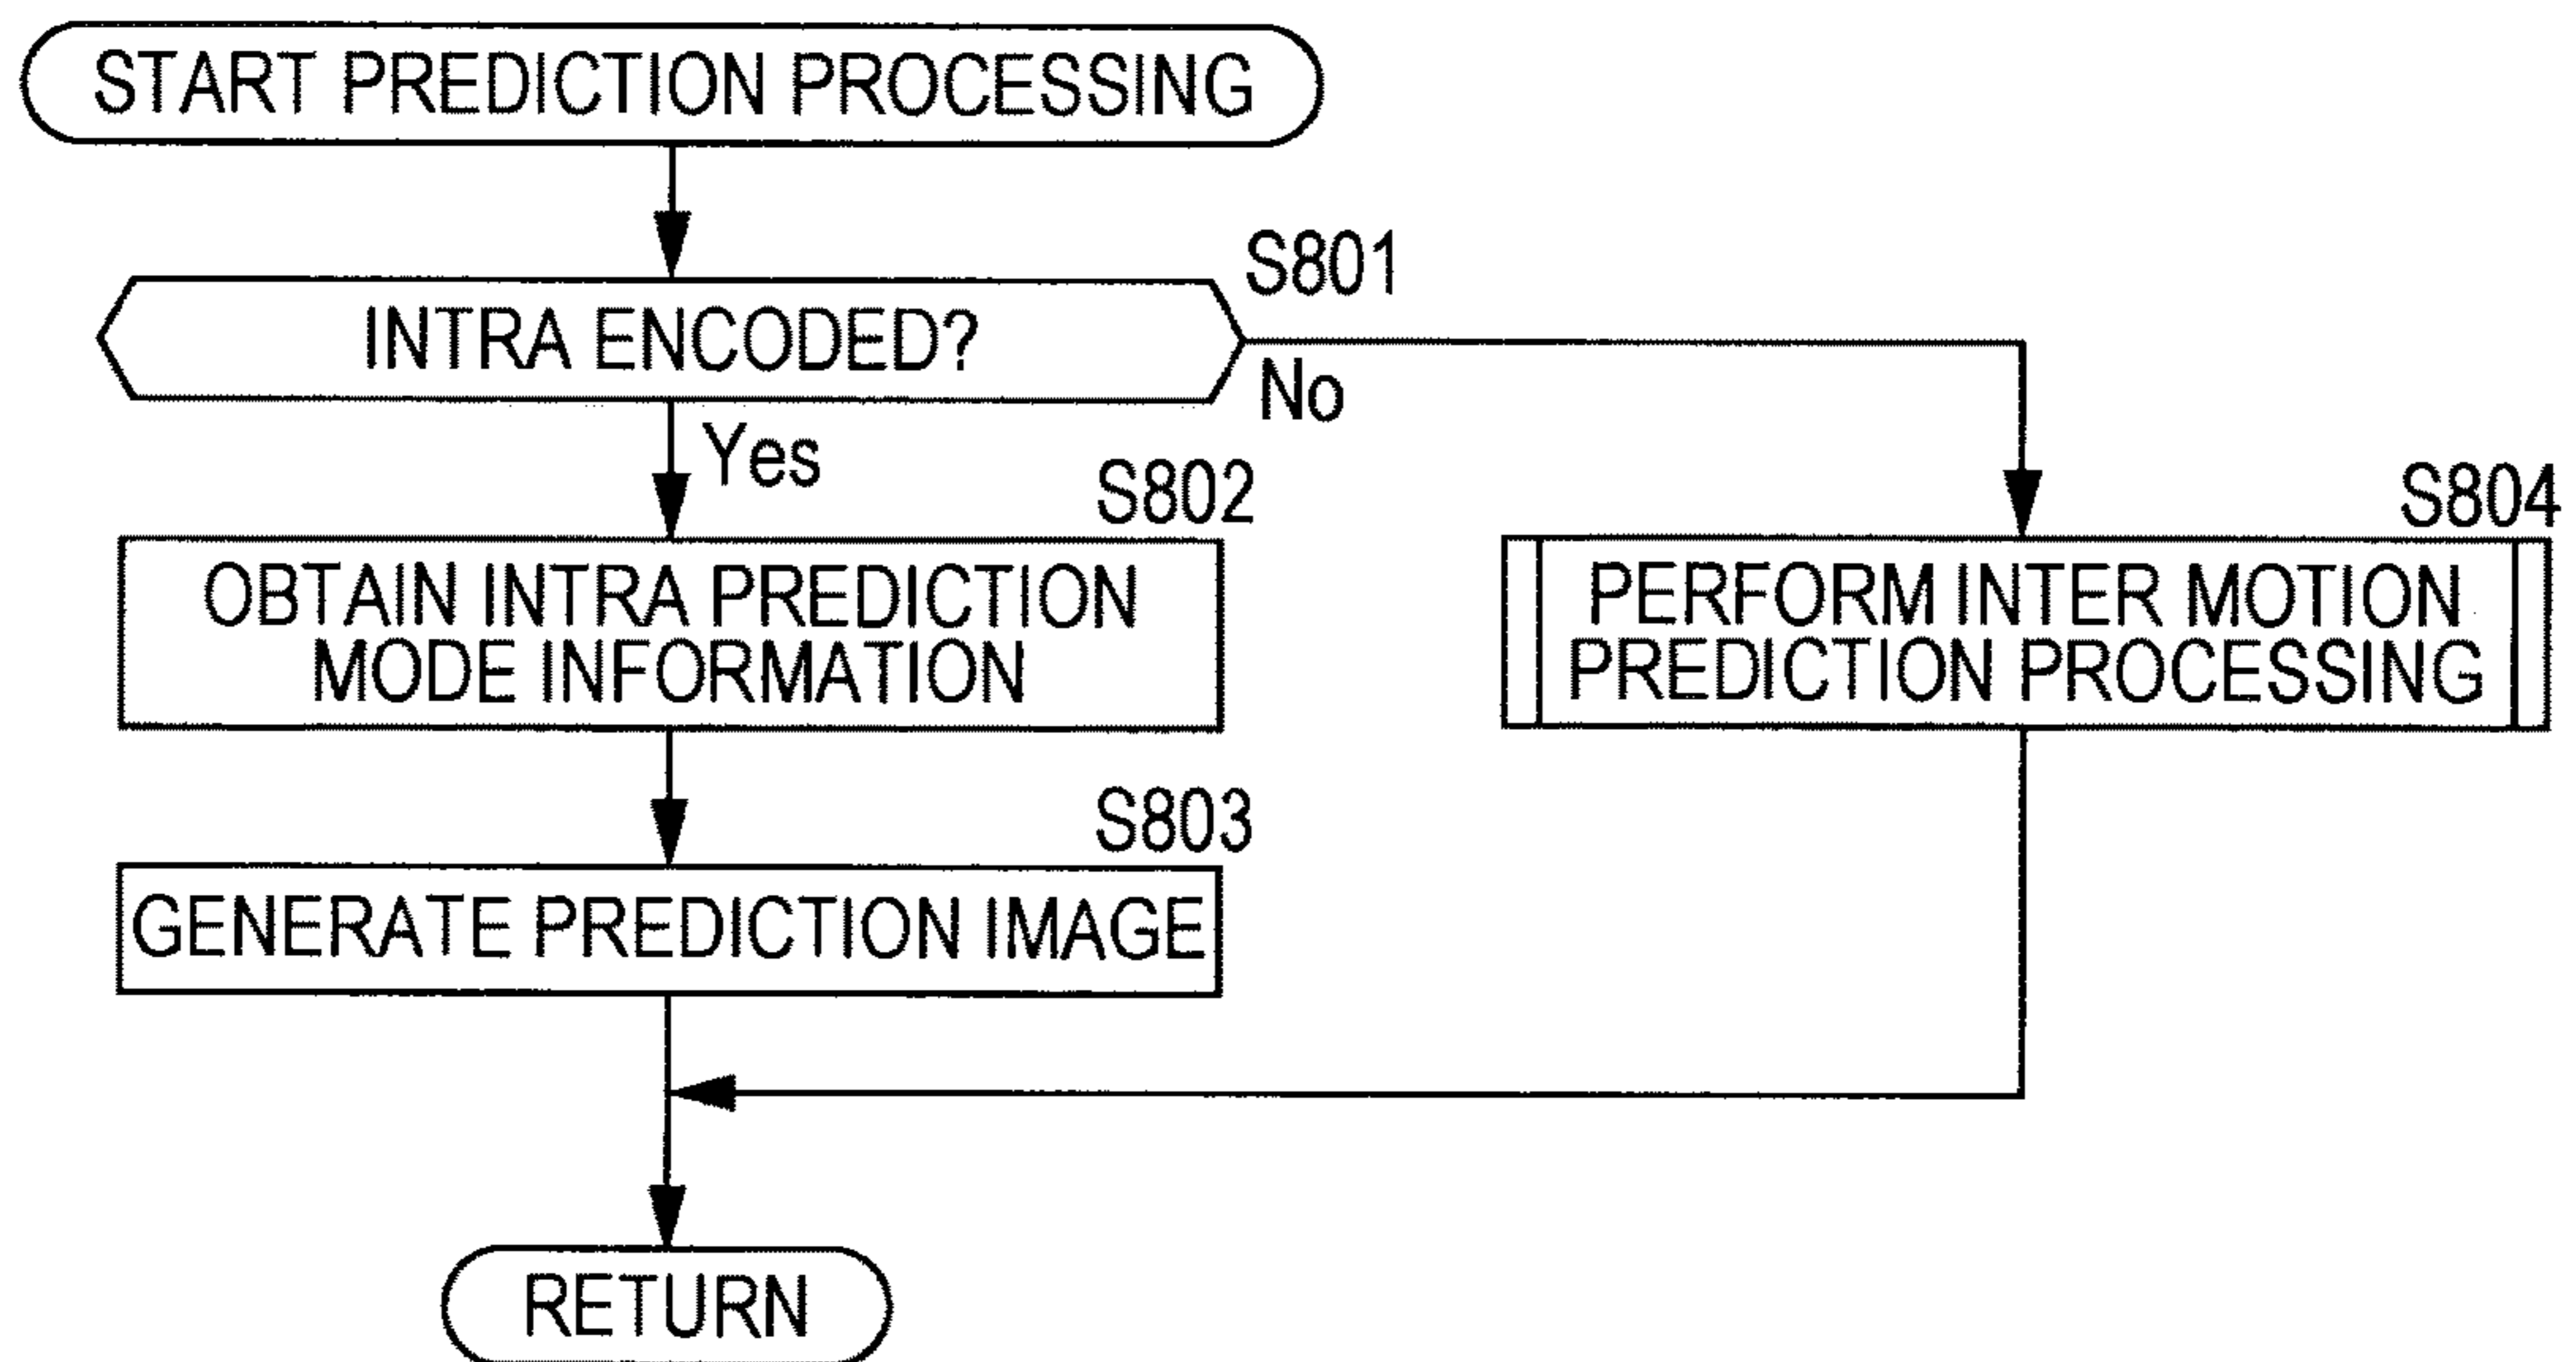 START PREDICTION PROCESSING
S801
INTRA ENCODED?
No
Yes
S802
OBTAIN INTRA PREDICTION
MODE INFORMATION
S804
PERFORM INTER MOTION
PREDICTION PROCESSING
S803
GENERATE PREDICTION IMAGE
RETURN